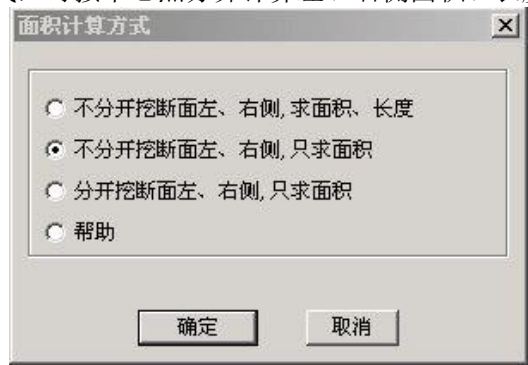 面积计算方式
不分开挖断面左、右侧,求面积、长度
不分开挖断面左、右侧,只求面积
分开挖断面左、右侧,只求面积
帮助
确定 取消